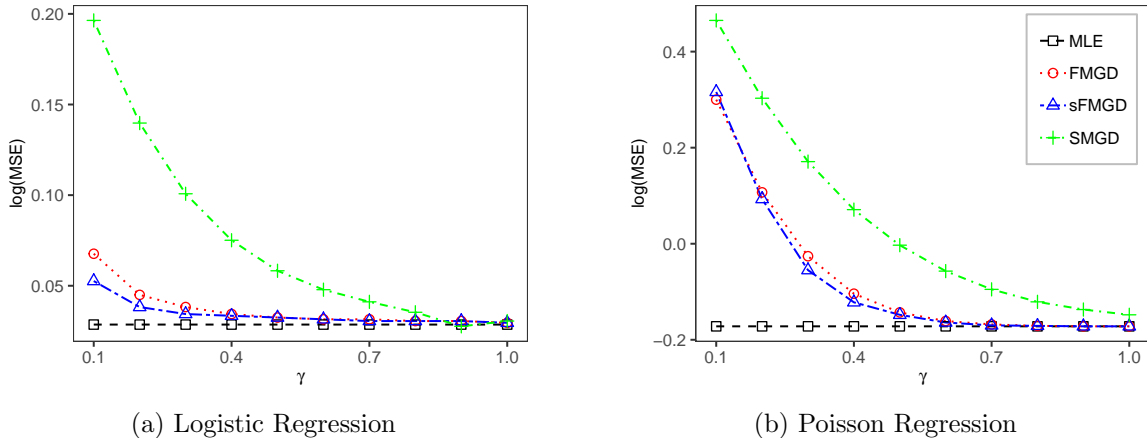 0.20
0.15
0.10
0.05
log(MSE)
0.1 0.4 0.7 1.0
γ
(a) Logistic Regression
0.4
0.2
0.0
−0.2
log(MSE)
0.1 0.4 0.7 1.0
γ
MLE
FMGD
sFMGD
SMGD
(b) Poisson Regression